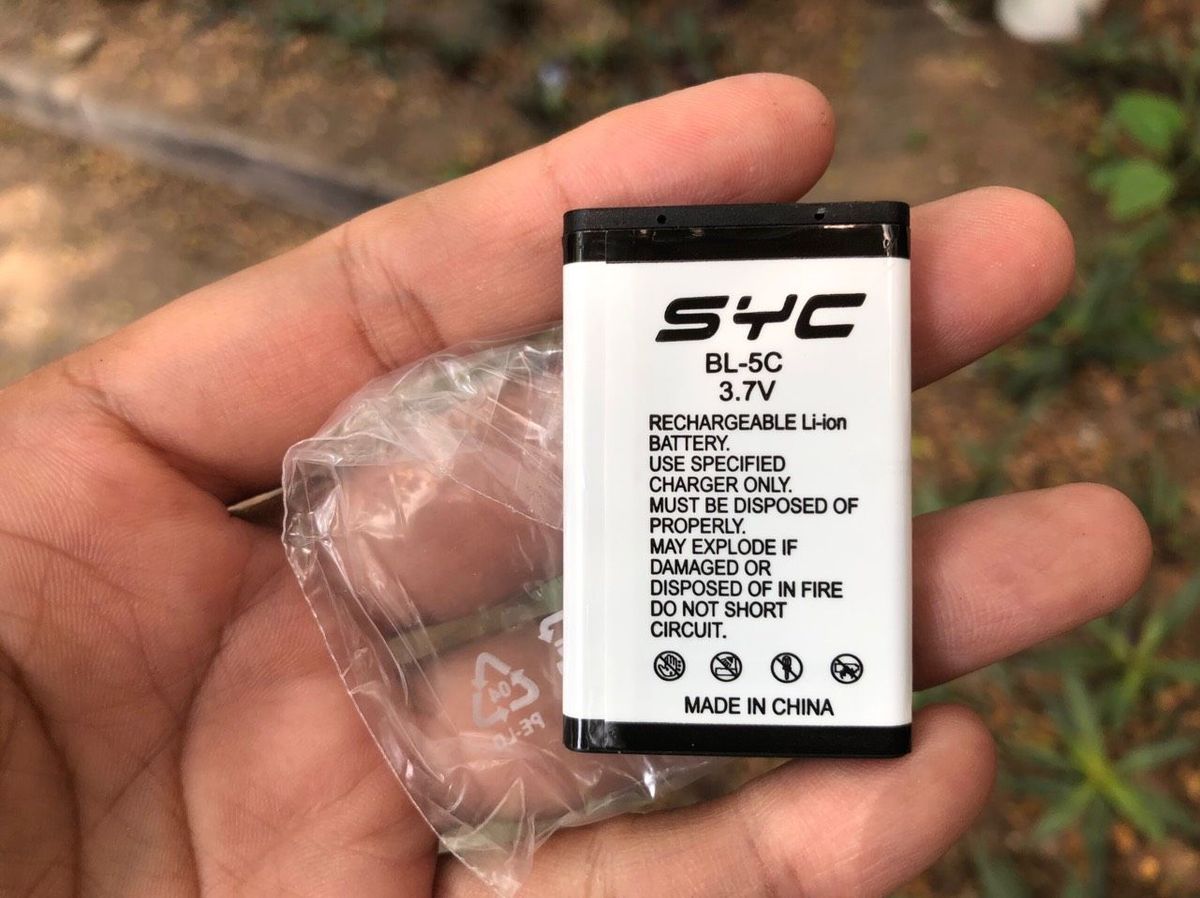 SYC
BL-5C
3.7V
RECHARGEABLE Li-ion
BATTERY.
USE SPECIFIED
CHARGER ONLY.
MUST BE DISPOSED OF
PROPERLY.
MAY EXPLODE IF
DAMAGED OR
DISPOSED OF IN FIRE
DO NOT SHORT
CIRCUIT.
MADE IN CHINA
04